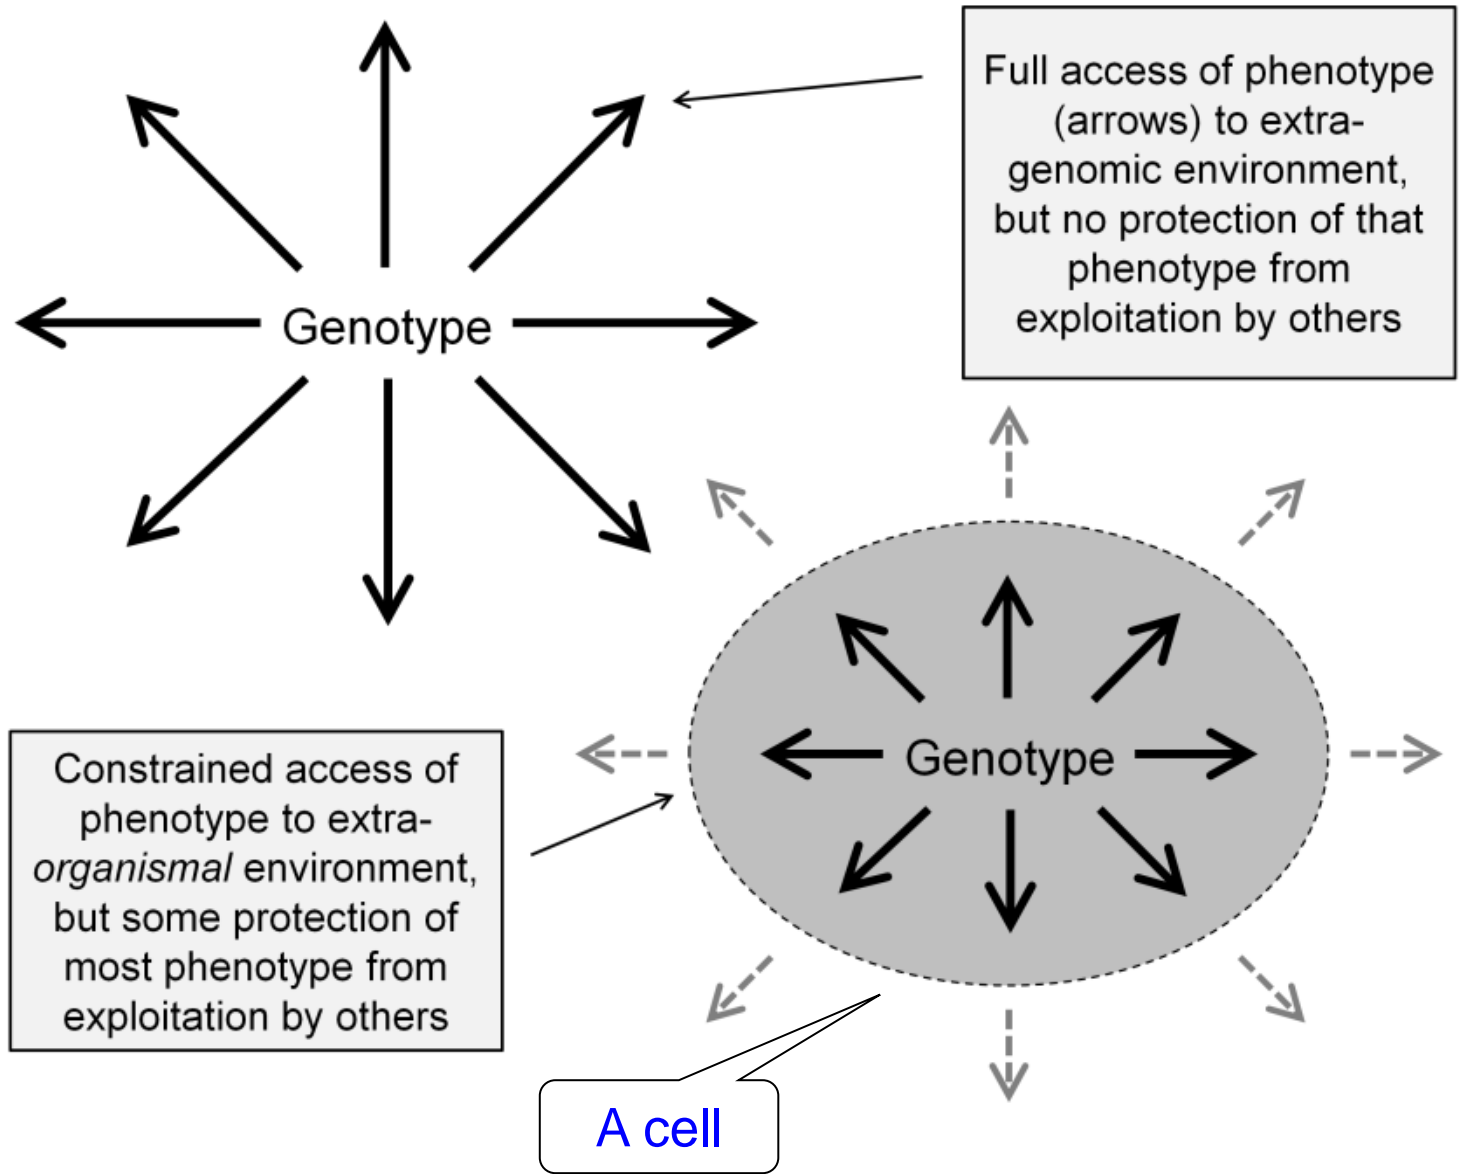 Full access of phenotype
(arrows) to extra-
genomic environment,
but no protection of that
phenotype from
exploitation by others
Genotype
Genotype
Constrained access of
phenotype to extra-
organismal environment,
but some protection of
most phenotype from
exploitation by others
A cell